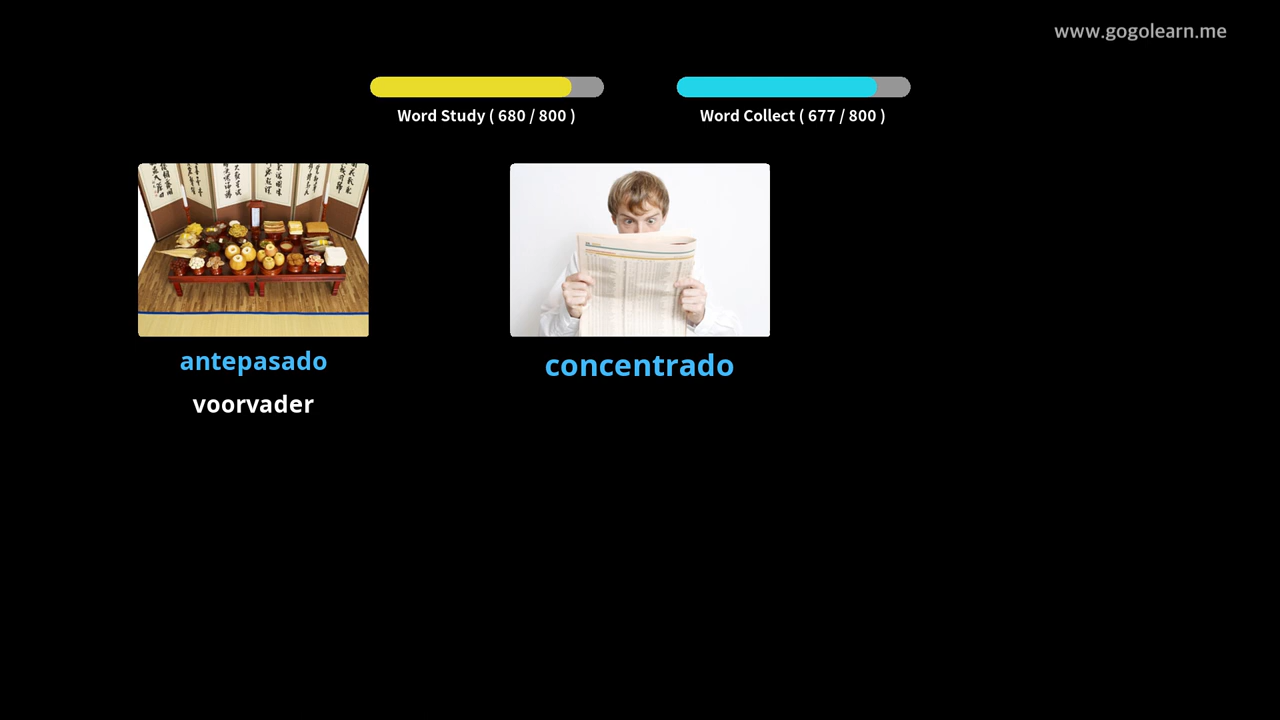 www.gogolearn.me
Word Study ( 680 / 800 )
Word Collect ( 677 / 800 )
antepasado
voorvader
concentrado